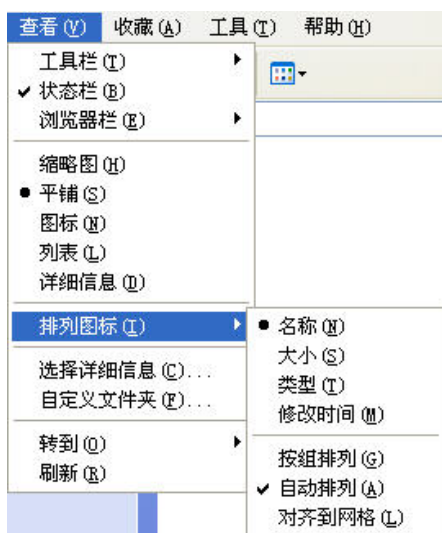 查看(V) 收藏(A) 工具(T) 帮助(H)
工具栏(T)
状态栏(B)
浏览器栏(E)
缩略图(H)
平铺(S)
图标(N)
列表(L)
详细信息(D)
排列图标(I)
选择详细信息(C)...
自定义文件夹(F)...
转到(O)
刷新(R)
名称(N)
大小(S)
类型(T)
修改时间(M)
按组排列(G)
自动排列(A)
对齐到网格(L)